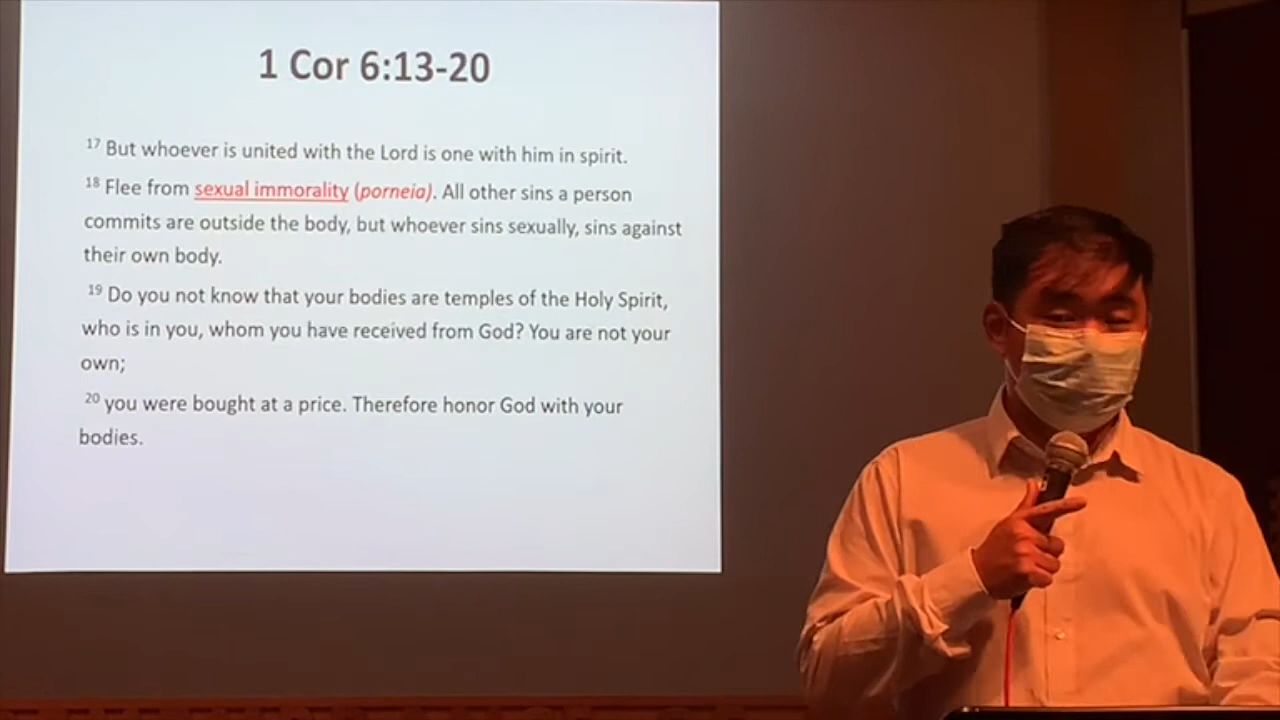 1 Cor 6:13-20
17 But whoever is united with the Lord is one with him in spirit.
18 Flee from sexual immorality (porneia). All other sins a person
commits are outside the body, but whoever sins sexually, sins against
their own body.
19 Do you not know that your bodies are temples of the Holy Spirit,
who is in you, whom you have received from God? You are not your
own;
20 you were bought at a price. Therefore honor God with your
bodies.